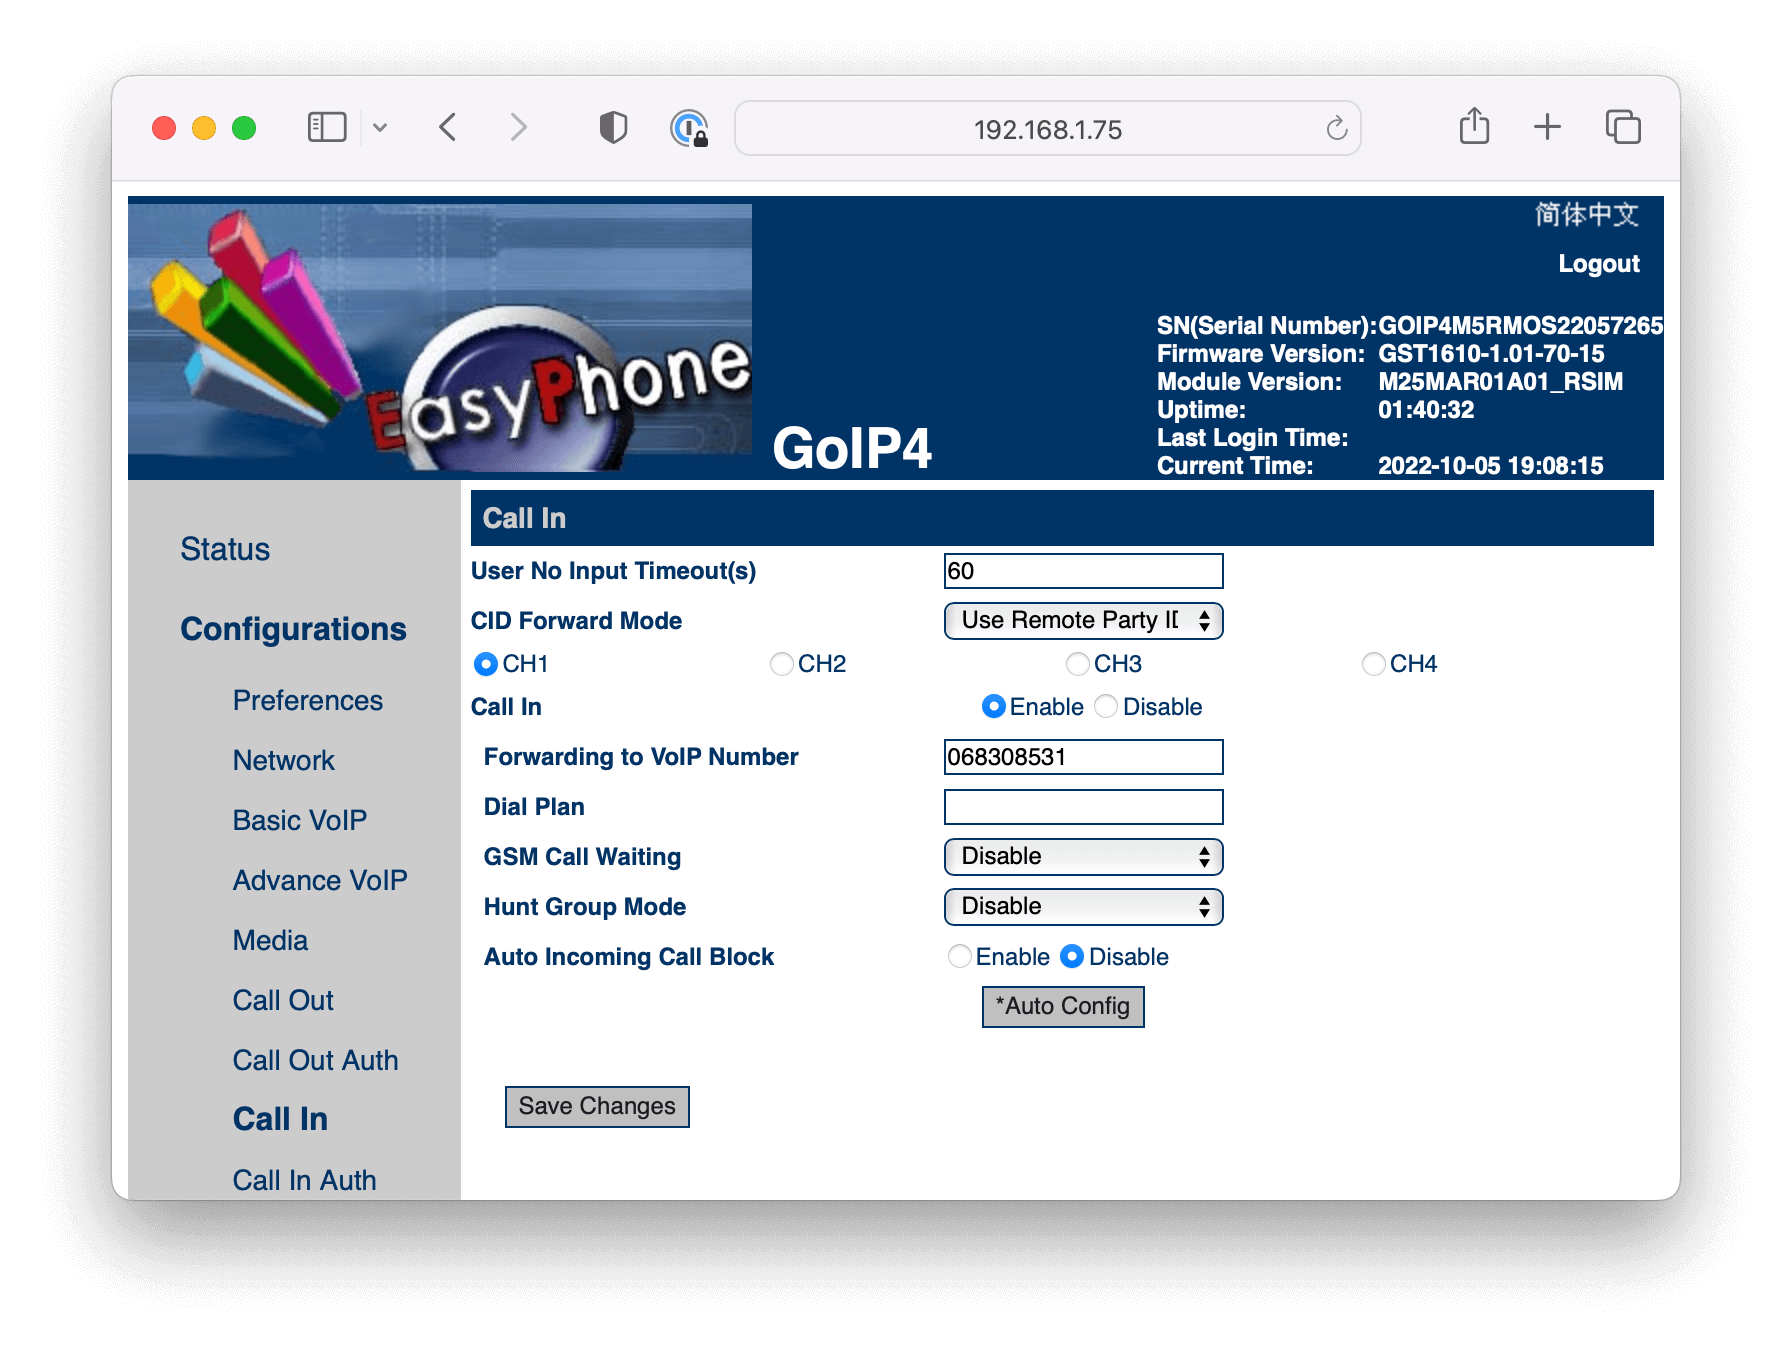 192.168.1.75
简体中文
Logout
EasyPhone
GoIP4
SN(Serial Number):GOIP4M5RMOS22057265
Firmware Version: GST1610-1.01-70-15
Module Version: M25MAR01A01_RSIM
Uptime: 01:40:32
Last Login Time:
Current Time: 2022-10-05 19:08:15
Status
Configurations
Preferences
Network
Basic VoIP
Advance VoIP
Media
Call Out
Call Out Auth
Call In
Call In Auth
Call In
User No Input Timeout(s) 60
CID Forward Mode Use Remote Party
CH1 CH2 CH3 CH4
Call In Enable Disable
Forwarding to VoIP Number 068308531
Dial Plan
GSM Call Waiting Disable
Hunt Group Mode Disable
Auto Incoming Call Block Enable Disable
*Auto Config
Save Changes